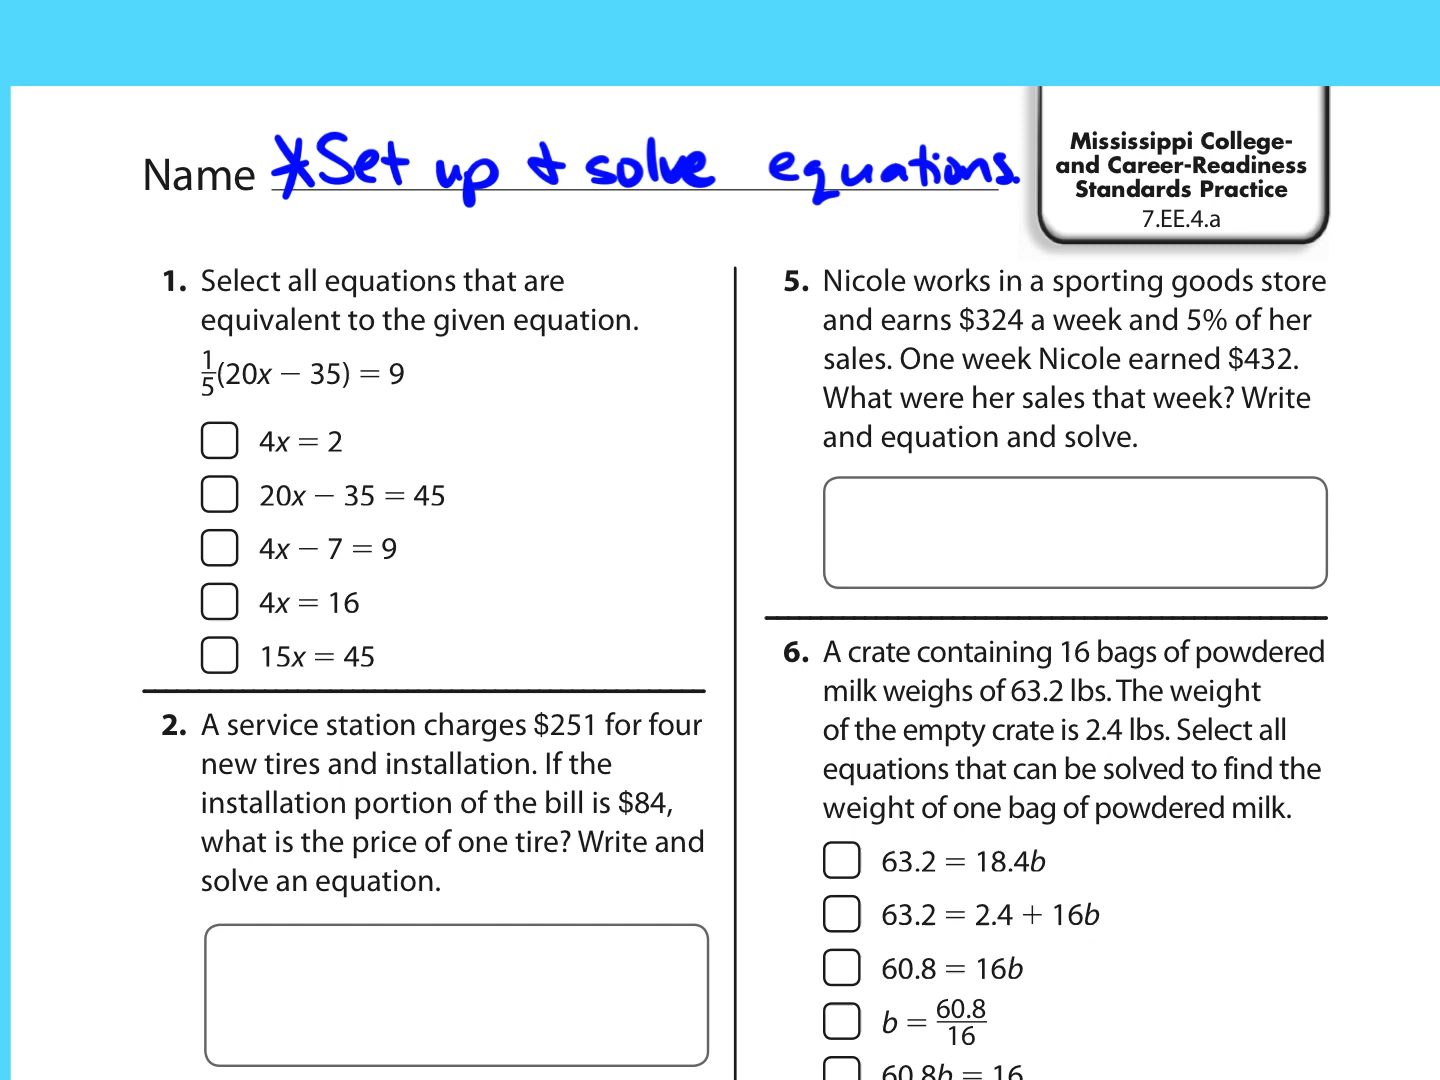 Name *Set up & solve equations.
Mississippi College-
and Career-Readiness
Standards Practice
7.EE.4.a
1. Select all equations that are
equivalent to the given equation.
1/5(20x − 35) = 9
4x = 2
20x − 35 = 45
4x − 7 = 9
4x = 16
15x = 45
2. A service station charges $251 for four
new tires and installation. If the
installation portion of the bill is $84,
what is the price of one tire? Write and
solve an equation.
5. Nicole works in a sporting goods store
and earns $324 a week and 5% of her
sales. One week Nicole earned $432.
What were her sales that week? Write
and equation and solve.
6. A crate containing 16 bags of powdered
milk weighs of 63.2 lbs. The weight
of the empty crate is 2.4 lbs. Select all
equations that can be solved to find the
weight of one bag of powdered milk.
63.2 = 18.4b
63.2 = 2.4 + 16b
60.8 = 16b
b = 60.8/16
60.8b = 16